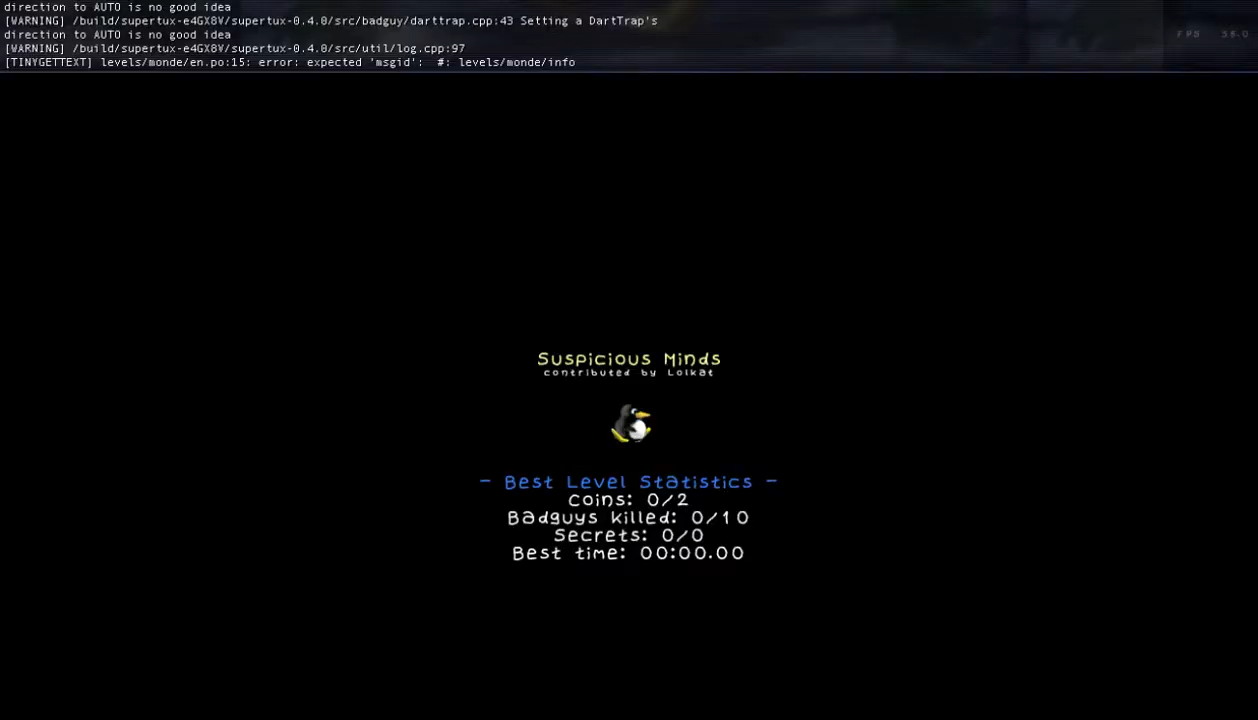 direction to AUTO is no good idea
[WARNING] /build/supertux-e4GX8V/supertux-0.4.0/src/badguy/darttrap.cpp:43 Setting a DartTrap's
direction to AUTO is no good idea
[WARNING] /build/supertux-e4GX8V/supertux-0.4.0/src/util/log.cpp:97
[TINYGETTEXT] levels/monde/en.po:15: error: expected 'msgid':  #: levels/monde/info
FPS
Suspicious Minds
contributed by Lolkat
- Best Level Statistics -
Coins: 0/2
Badguys killed: 0/10
Secrets: 0/0
Best time: 00:00.00